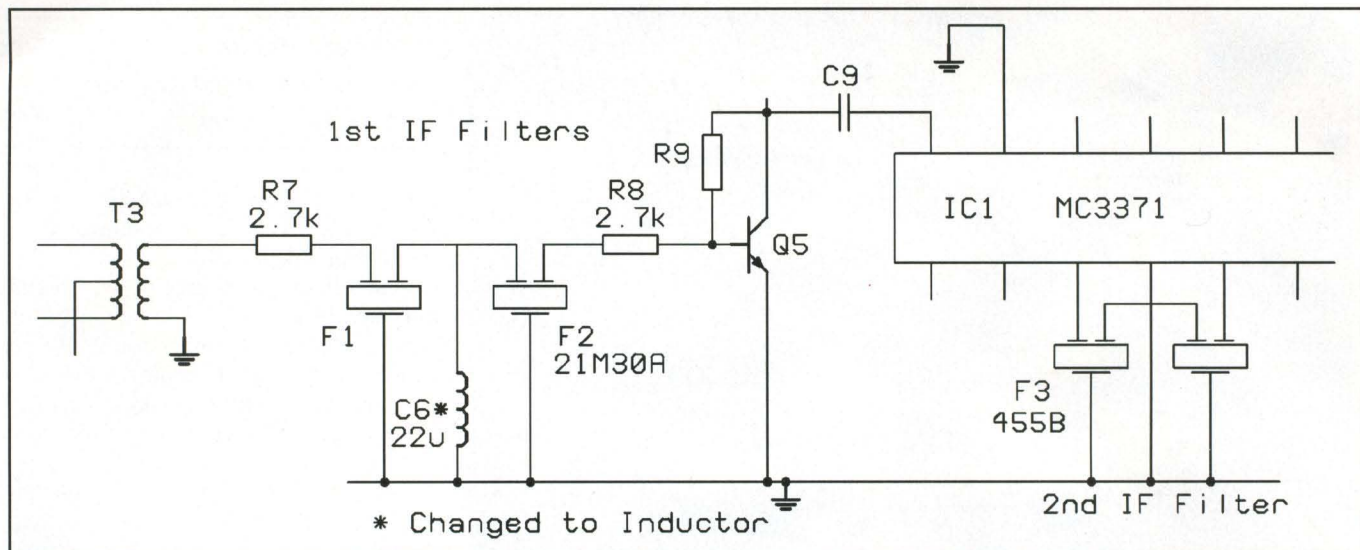 1st IF Filters
C9
R9
T3
R7
2.7k
R8
2.7k
Q5
IC1 MC3371
F1
F2
21M30A
C6*
22u
F3
455B
2nd IF Filter
* Changed to Inductor